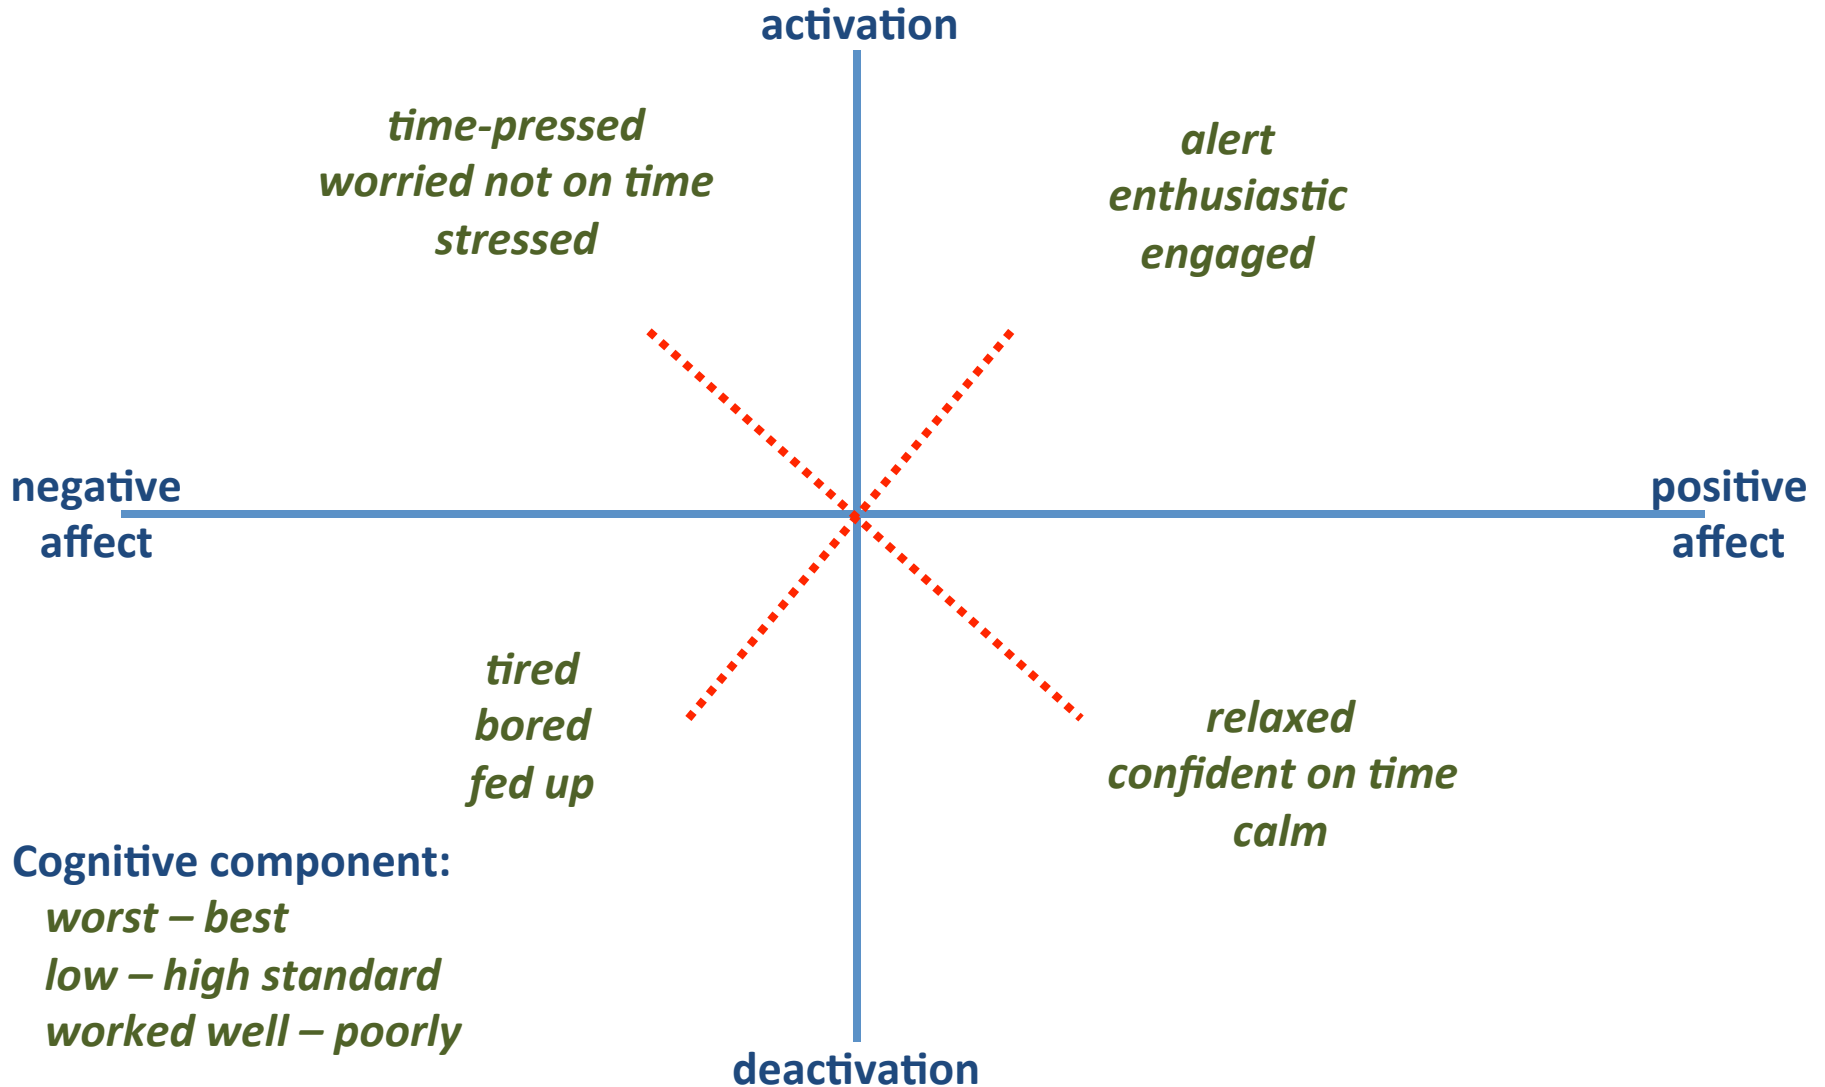 activation
time-pressed
worried not on time
stressed
alert
enthusiastic
engaged
negative
affect
positive
affect
tired
bored
fed up
relaxed
confident on time
calm
Cognitive component:
worst – best
low – high standard
worked well – poorly
deactivation